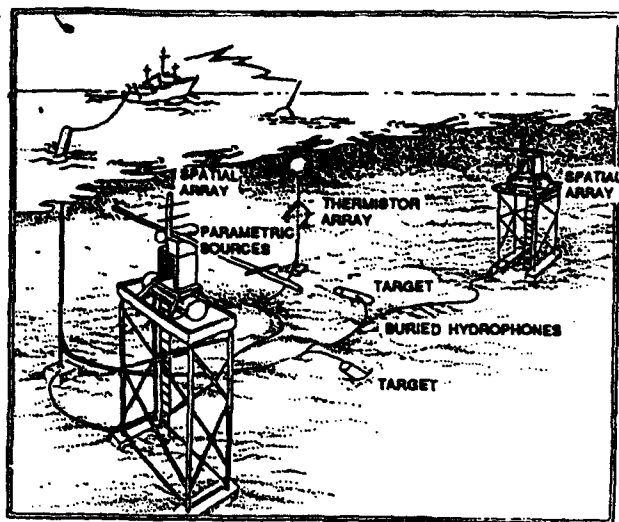 SPATIAL
ARRAY
PARAMETRIC
SOURCES
THERMISTOR
ARRAY
SPATIAL
ARRAY
TARGET
BURIED HYDROPHONES
TARGET